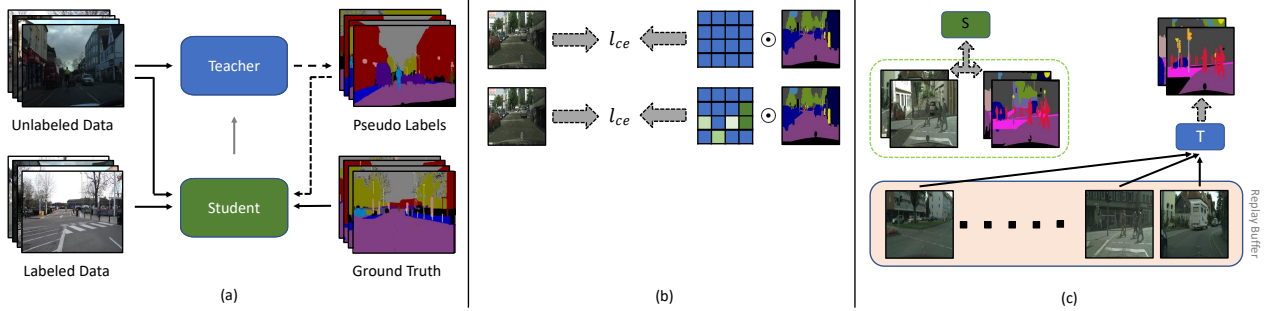 Teacher
Unlabeled Data
Pseudo Labels
Student
Labeled Data
Ground Truth
(a)
l_ce
l_ce
(b)
S
T
Replay Buffer
(c)